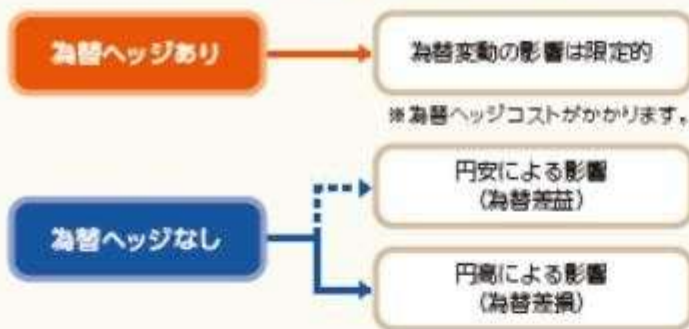 為替ヘッジあり
為替変動の影響は限定的
※為替ヘッジコストがかかります。
為替ヘッジなし
円安による影響
(為替差益)
円高による影響
(為替差損)